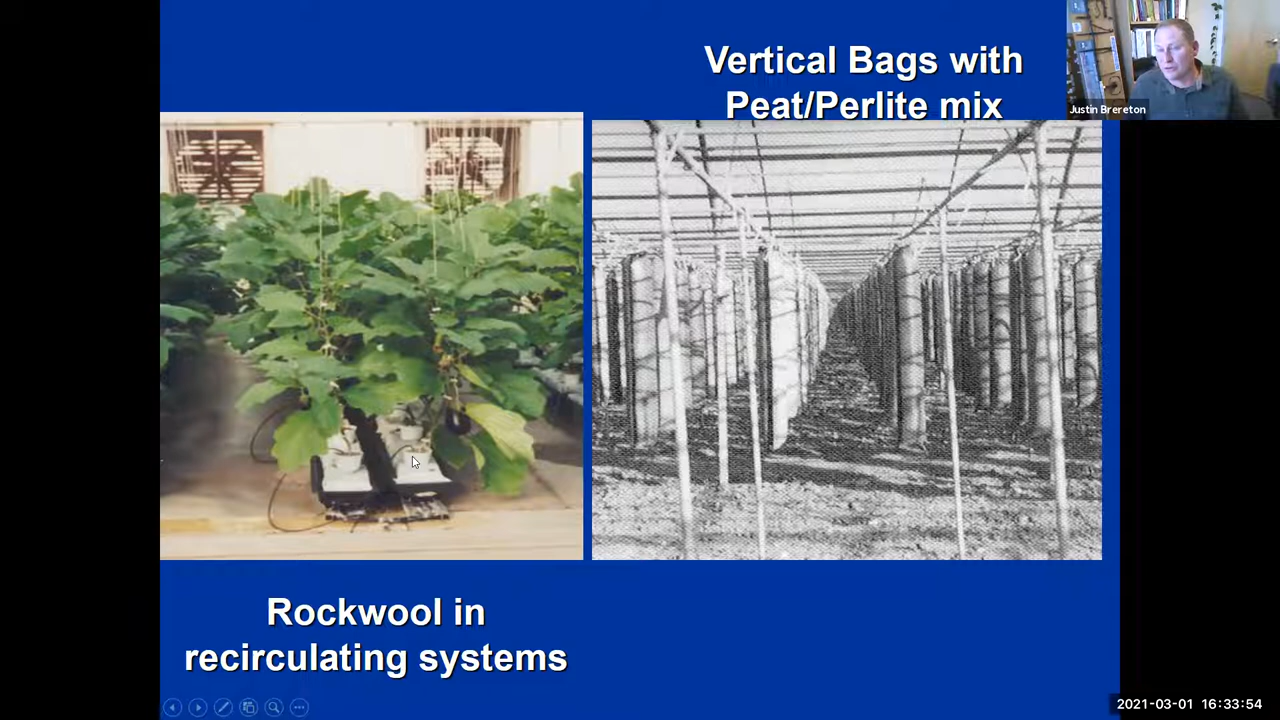 Vertical Bags with
Peat/Perlite mix
Justin Brereton
Rockwool in
recirculating systems
2021-03-01 16:33:54